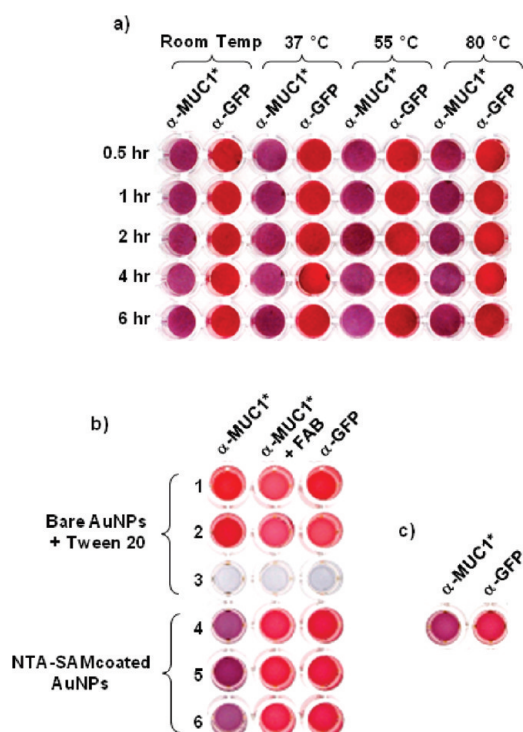 a)
Room Temp 37 °C 55 °C 80 °C
α-MUC1* α-GFP α-MUC1* α-GFP α-MUC1* α-GFP α-MUC1* α-GFP
0.5 hr
1 hr
2 hr
4 hr
6 hr
b)
α-MUC1* α-MUC1* + FAB α-GFP
1
Bare AuNPs
+ Tween 20
2
3
c)
α-MUC1* α-GFP
4
NTA-SAMcoated
AuNPs
5
6